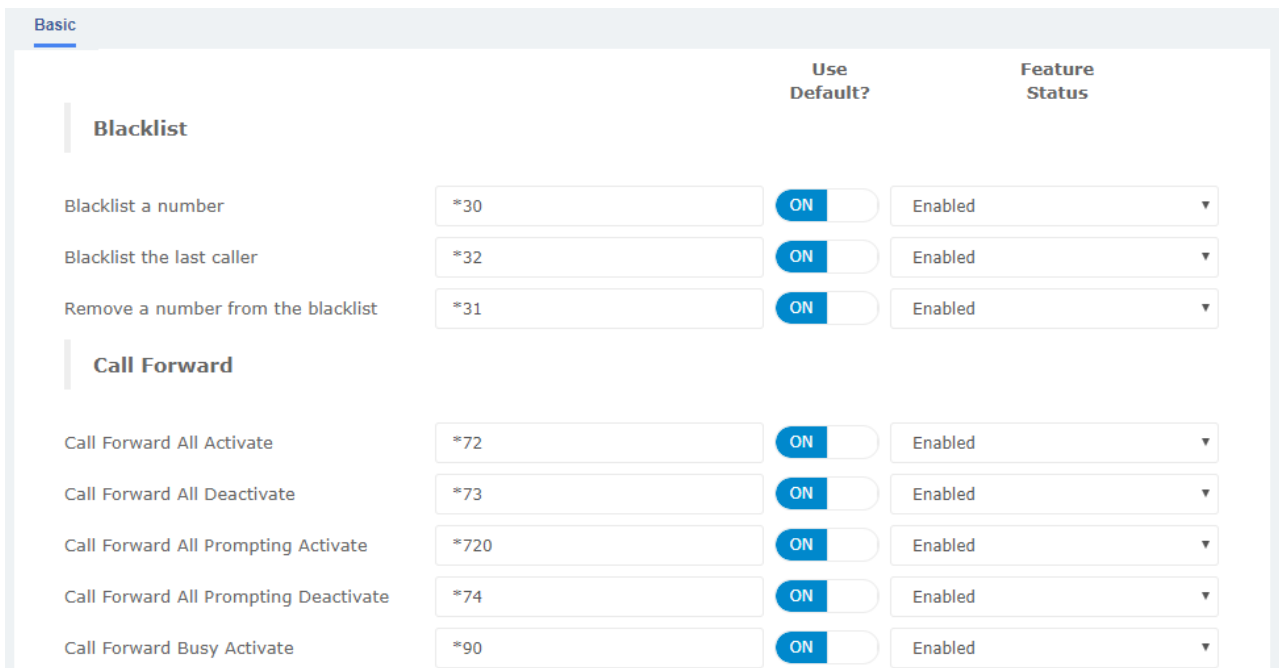 Basic
Use Default?
Feature Status
Blacklist
Blacklist a number *30 ON Enabled
Blacklist the last caller *32 ON Enabled
Remove a number from the blacklist *31 ON Enabled
Call Forward
Call Forward All Activate *72 ON Enabled
Call Forward All Deactivate *73 ON Enabled
Call Forward All Prompting Activate *720 ON Enabled
Call Forward All Prompting Deactivate *74 ON Enabled
Call Forward Busy Activate *90 ON Enabled